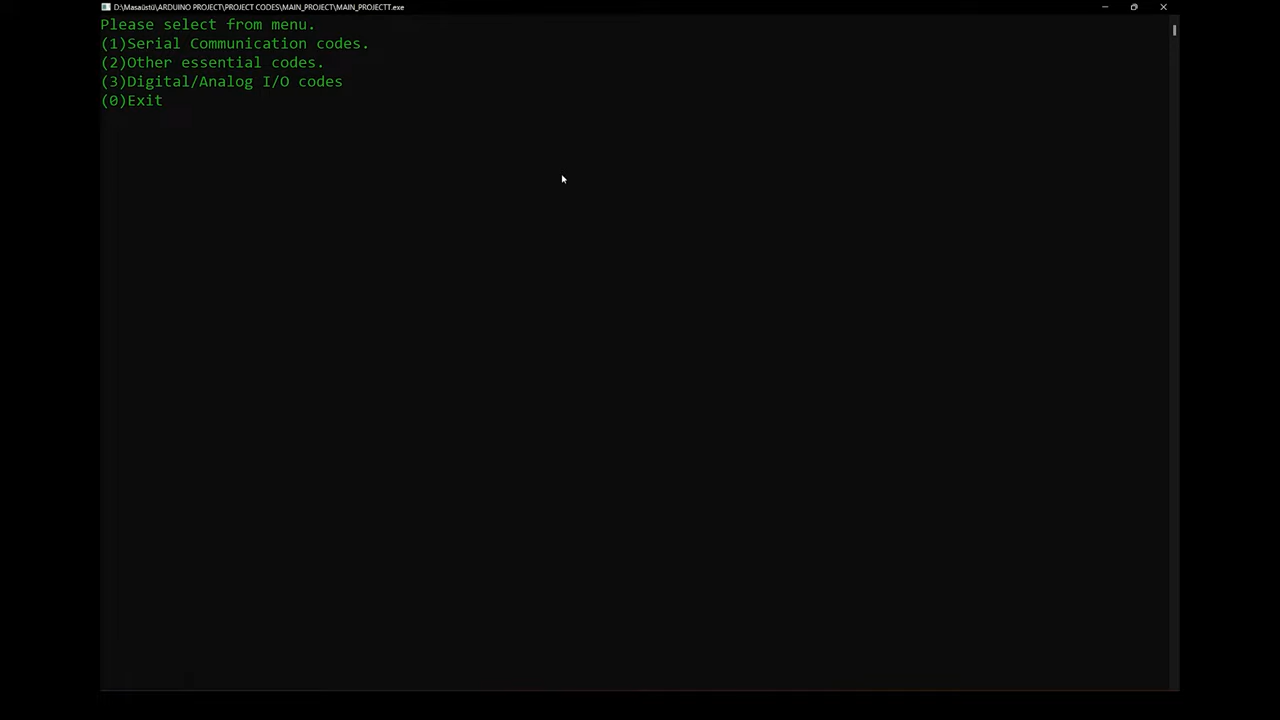 D:\Masaüstü\ARDUINO PROJECT\PROJECT CODES\MAIN_PROJECT\MAIN_PROJECTT.exe
Please select from menu.
(1)Serial Communication codes.
(2)Other essential codes.
(3)Digital/Analog I/O codes
(0)Exit